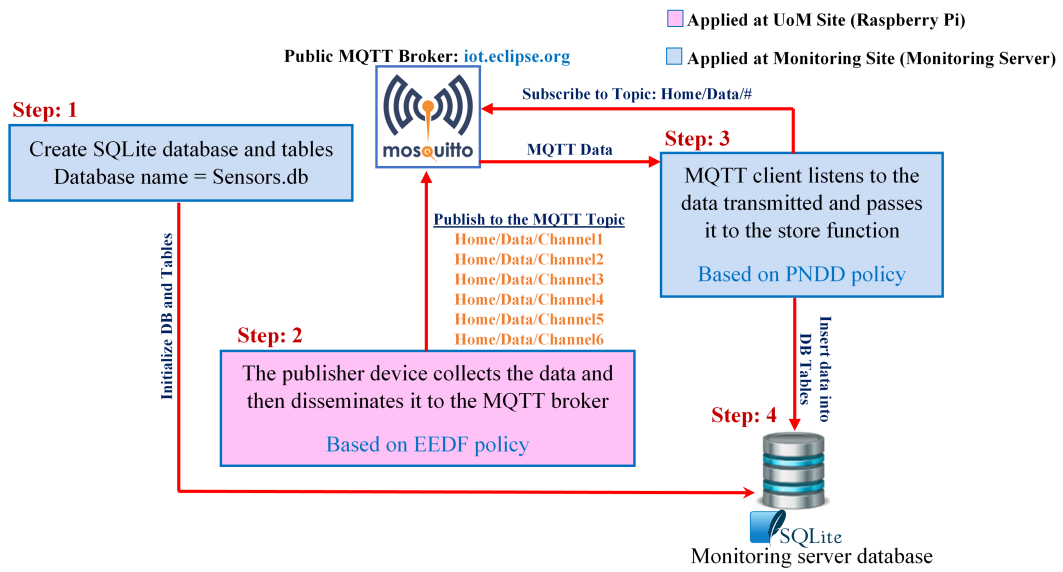 Applied at UoM Site (Raspberry Pi)
Applied at Monitoring Site (Monitoring Server)
Public MQTT Broker: iot.eclipse.org
mosquitto
Subscribe to Topic: Home/Data/#
MQTT Data
Step: 1
Create SQLite database and tables
Database name = Sensors.db
Initialize DB and Tables
Publish to the MQTT Topic
Home/Data/Channel1
Home/Data/Channel2
Home/Data/Channel3
Home/Data/Channel4
Home/Data/Channel5
Home/Data/Channel6
Step: 2
The publisher device collects the data and
then disseminates it to the MQTT broker
Based on EEDF policy
Step: 3
MQTT client listens to the
data transmitted and passes
it to the store function
Based on PNDD policy
Insert data into
DB Tables
Step: 4
SQLite
Monitoring server database